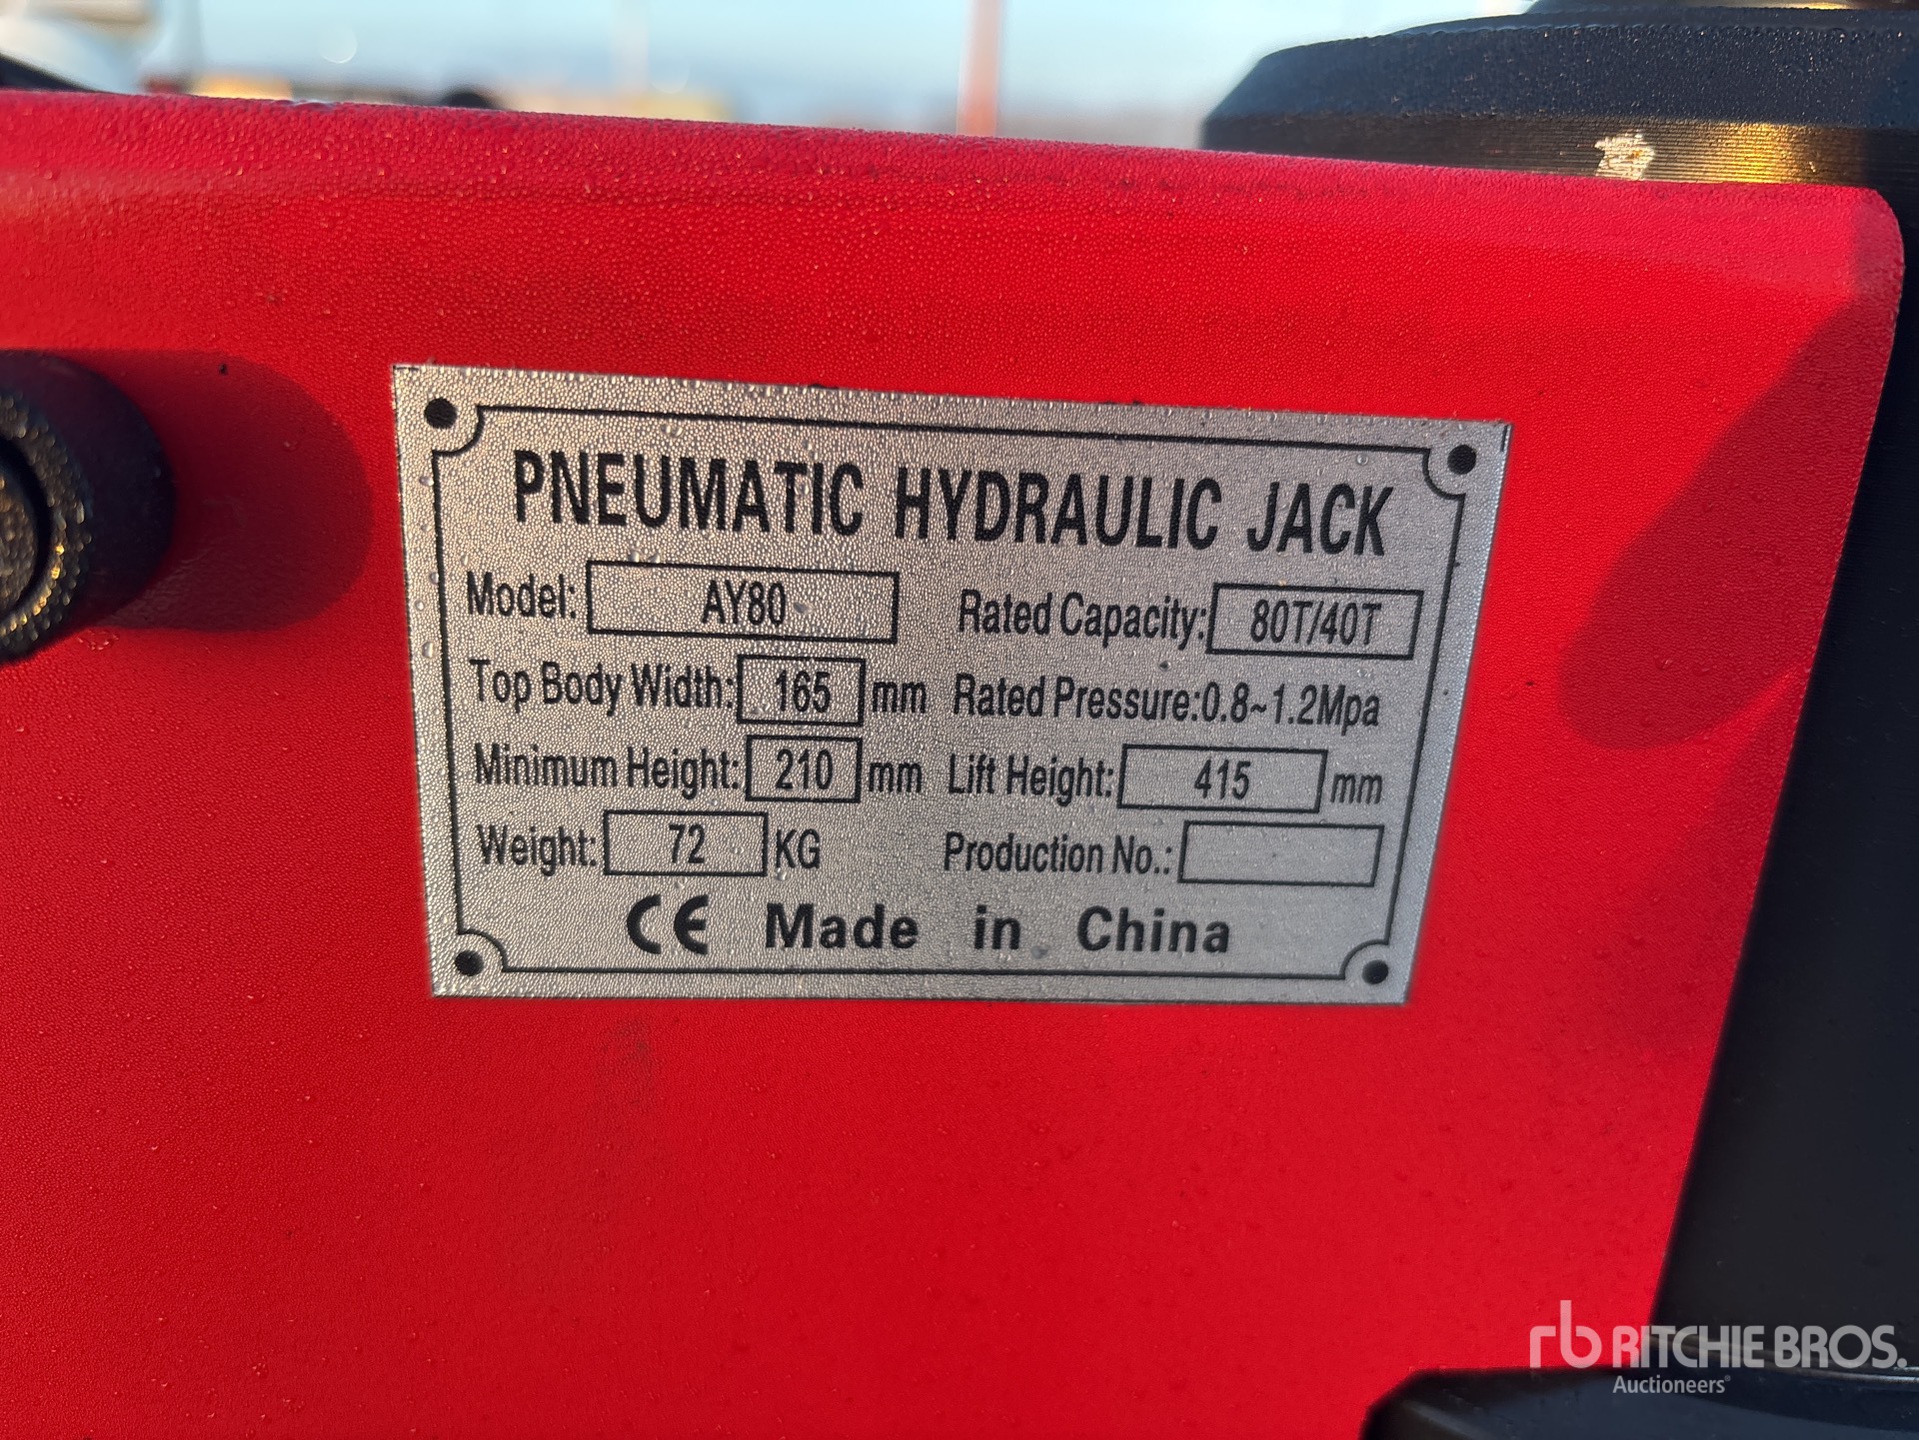 PNEUMATIC HYDRAULIC JACK
Model: AY80 Rated Capacity: 80T/40T
Top Body Width: 165 mm Rated Pressure:0.8~1.2Mpa
Minimum Height: 210 mm Lift Height: 415 mm
Weight: 72 KG Production No.:
CE Made in China
rb RITCHIE BROS.
Auctioneers®